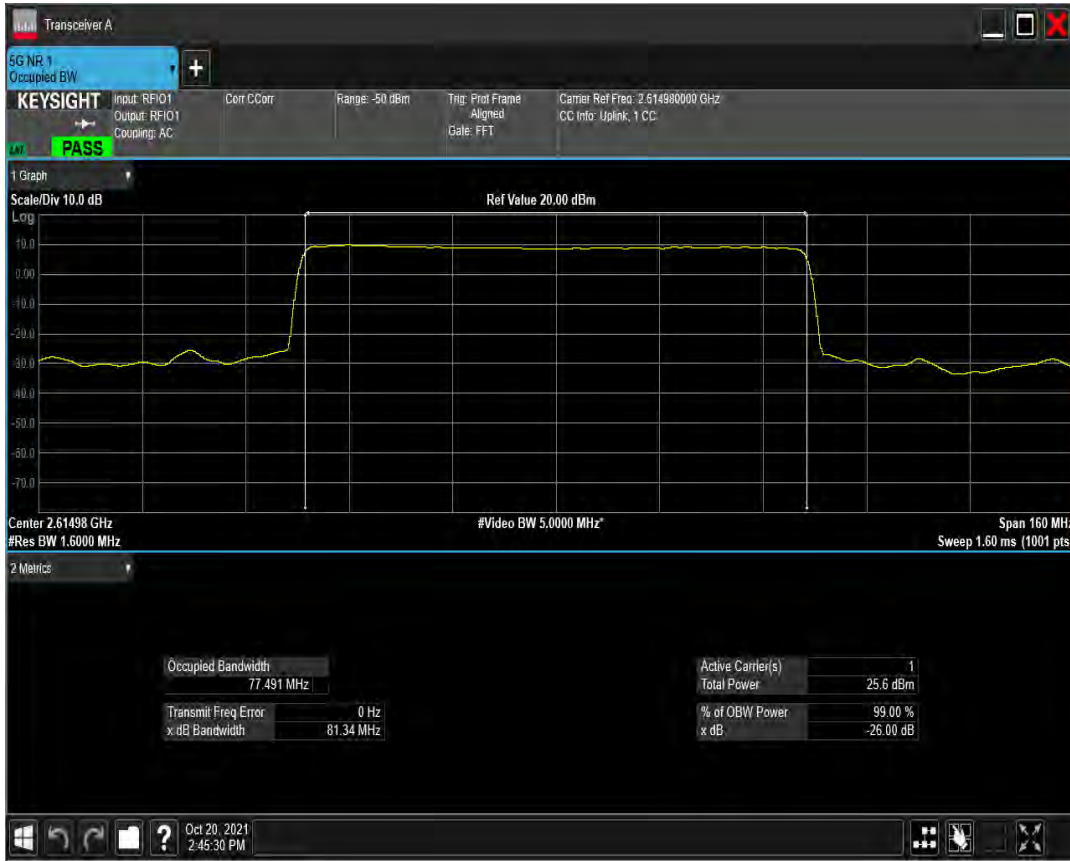 Transceiver A
5G NR 1
Occupied BW
+
KEYSIGHT
PASS
Input: RFIO1
Output: RFIO1
Coupling: AC
Corr CCorr
Range: -50 dBm
Trig: Prot Frame
Aligned
Gate: FFT
Carrier Ref Freq: 2.614980000 GHz
CC Info: Uplink, 1 CC
1 Graph
Scale/Div 10.0 dB
Ref Value 20.00 dBm
Log
10.0
0.00
-10.0
-20.0
-30.0
-40.0
-50.0
-60.0
-70.0
Center 2.61498 GHz
#Video BW 5.0000 MHz*
Span 160 MHz
#Res BW 1.6000 MHz
Sweep 1.60 ms (1001 pts
2 Metrics
Occupied Bandwidth
77.491 MHz
Transmit Freq Error 0 Hz
x dB Bandwidth 81.34 MHz
Active Carrier(s) 1
Total Power 25.6 dBm
% of OBW Power 99.00 %
x dB -26.00 dB
?
Oct 20, 2021
2:45:30 PM